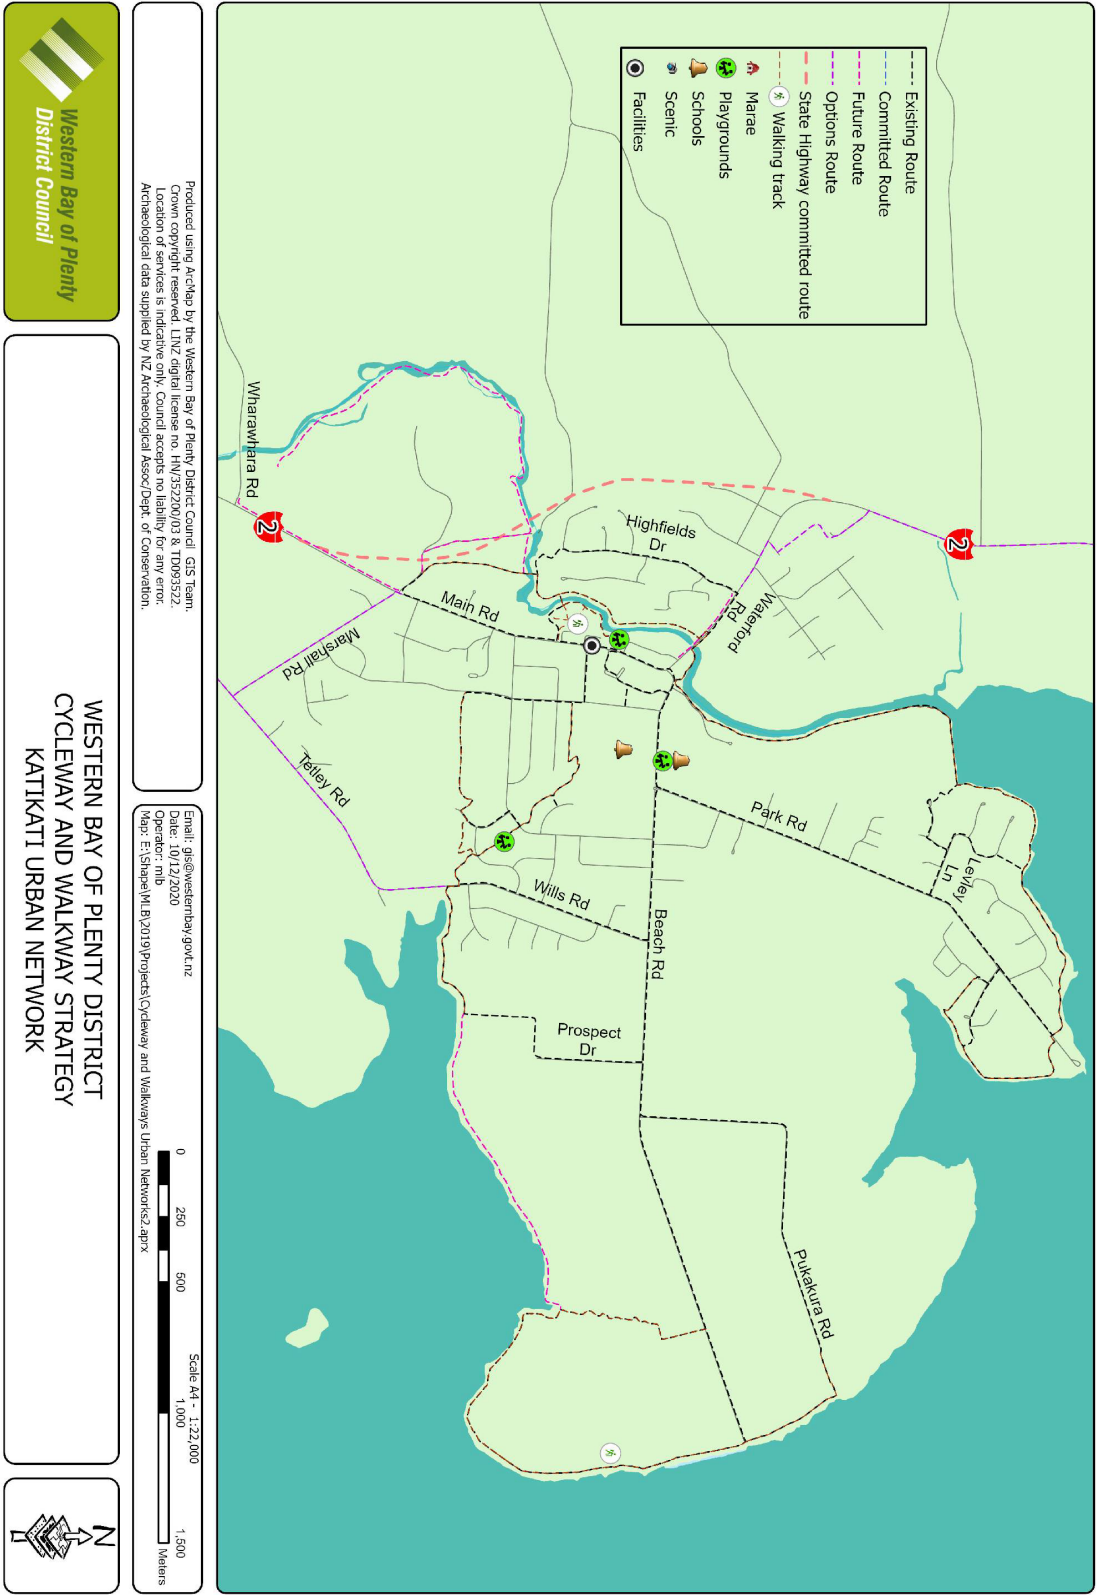 Existing Route
Committed Route
Future Route
Options Route
State Highway committed route
Walking track
Marae
Playgrounds
Schools
Scenic
Facilities
2
Waterford
Rd
Highfields
Dr
Levley
Ln
Park Rd
Main Rd
Beach Rd
Wills Rd
Prospect
Dr
Pukakura Rd
Wharawhara Rd
2
Marshall Rd
Tetley Rd
Produced using ArcMap by the Western Bay of Plenty District Council GIS Team.
Crown copyright reserved. LINZ digital license no. HN/352200/03 & TD093522.
Location of services is indicative only. Council accepts no liability for any error.
Archaeological data supplied by NZ Archaeological Assoc/Dept. of Conservation.
Email: gis@westernbay.govt.nz
Date: 10/12/2020
Operator: mlb
Map: E:\Shape\MLB\2019\Projects\Cycleway and Walkways Urban Networks2.aprx
Scale A4 - 1:22,000
0 250 500 1,000 1,500
Meters
Western Bay of Plenty
District Council
WESTERN BAY OF PLENTY DISTRICT
CYCLEWAY AND WALKWAY STRATEGY
KATIKATI URBAN NETWORK
N